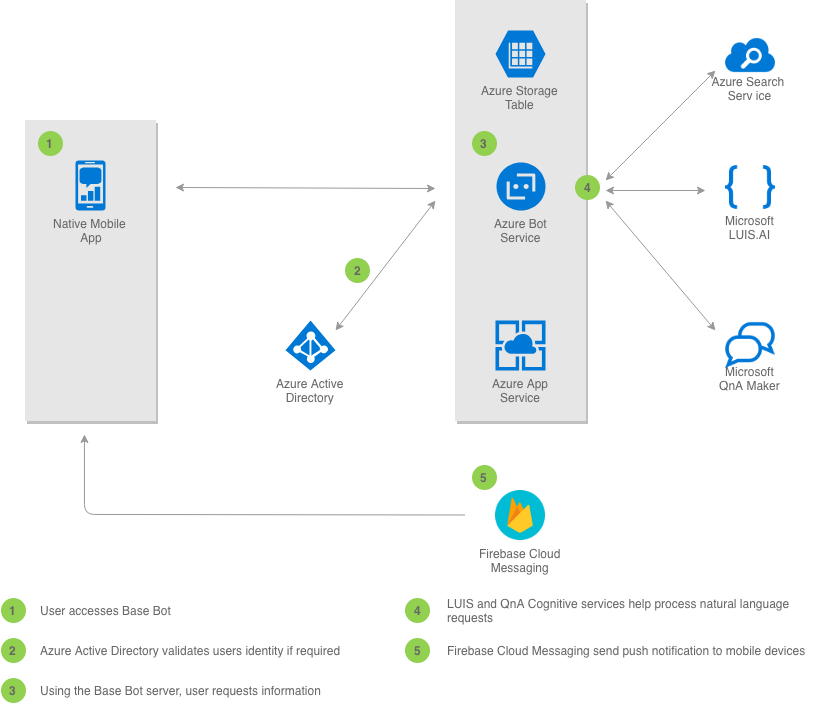 Azure Storage
Table
Azure Search
Serv ice
1
3
Native Mobile
App
Azure Bot
Service
4
Microsoft
LUIS.AI
2
Azure Active
Directory
Azure App
Service
Microsoft
QnA Maker
5
Firebase Cloud
Messaging
1 User accesses Base Bot
2 Azure Active Directory validates users identity if required
3 Using the Base Bot server, user requests information
4 LUIS and QnA Cognitive services help process natural language
requests
5 Firebase Cloud Messaging send push notification to mobile devices